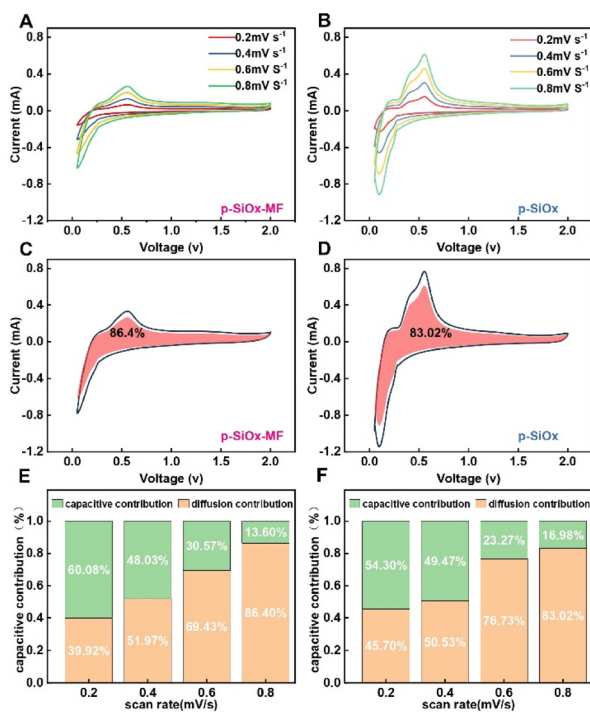 A
0.2mV s⁻¹
0.4mV s⁻¹
0.6mV S⁻¹
0.8mV S⁻¹
0.8
0.4
0.0
-0.4
-0.8
-1.2
Current (mA)
p-SiOx-MF
0.0 0.5 1.0 1.5 2.0
Voltage (v)
B
0.2mV s⁻¹
0.4mV s⁻¹
0.6mV S⁻¹
0.8mV S⁻¹
0.8
0.4
0.0
-0.4
-0.8
-1.2
Current (mA)
p-SiOx
0.0 0.5 1.0 1.5 2.0
Voltage (v)
C
0.8
0.4
0.0
-0.4
-0.8
-1.2
Current (mA)
86.4%
p-SiOx-MF
0.0 0.5 1.0 1.5 2.0
Voltage (v)
D
0.8
0.4
0.0
-0.4
-0.8
-1.2
Current (mA)
83.02%
p-SiOx
0.0 0.5 1.0 1.5 2.0
Voltage (v)
E
capacitive contribution diffusion contribution
capacitive contribution (%)
1.0
0.8
0.6
0.4
0.2
0.0
60.08% 48.03% 30.57% 13.60%
39.92% 51.97% 69.43% 86.40%
0.2 0.4 0.6 0.8
scan rate(mV/s)
F
capacitive contribution diffusion contribution
capacitive contribution (%)
1.0
0.8
0.6
0.4
0.2
0.0
54.30% 49.47% 23.27% 16.98%
45.70% 50.53% 76.73% 83.02%
0.2 0.4 0.6 0.8
scan rate(mV/s)